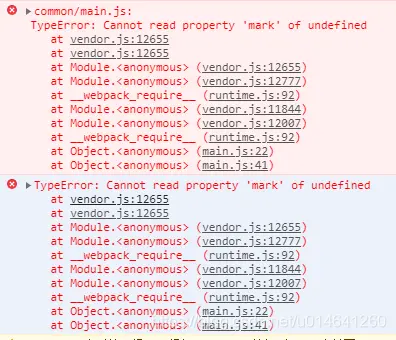 common/main.js:
TypeError: Cannot read property 'mark' of undefined
at vendor.js:12655
at vendor.js:12655
at Module.<anonymous> (vendor.js:12655)
at Module.<anonymous> (vendor.js:12777)
at __webpack_require__ (runtime.js:92)
at Module.<anonymous> (vendor.js:11844)
at Module.<anonymous> (vendor.js:12007)
at __webpack_require__ (runtime.js:92)
at Object.<anonymous> (main.js:22)
at Object.<anonymous> (main.js:41)
TypeError: Cannot read property 'mark' of undefined
at vendor.js:12655
at vendor.js:12655
at Module.<anonymous> (vendor.js:12655)
at Module.<anonymous> (vendor.js:12777)
at __webpack_require__ (runtime.js:92)
at Module.<anonymous> (vendor.js:11844)
at Module.<anonymous> (vendor.js:12007)
at __webpack_require__ (runtime.js:92)
at Object.<anonymous> (main.js:22)
at Object.<anonymous> (main.js:41)